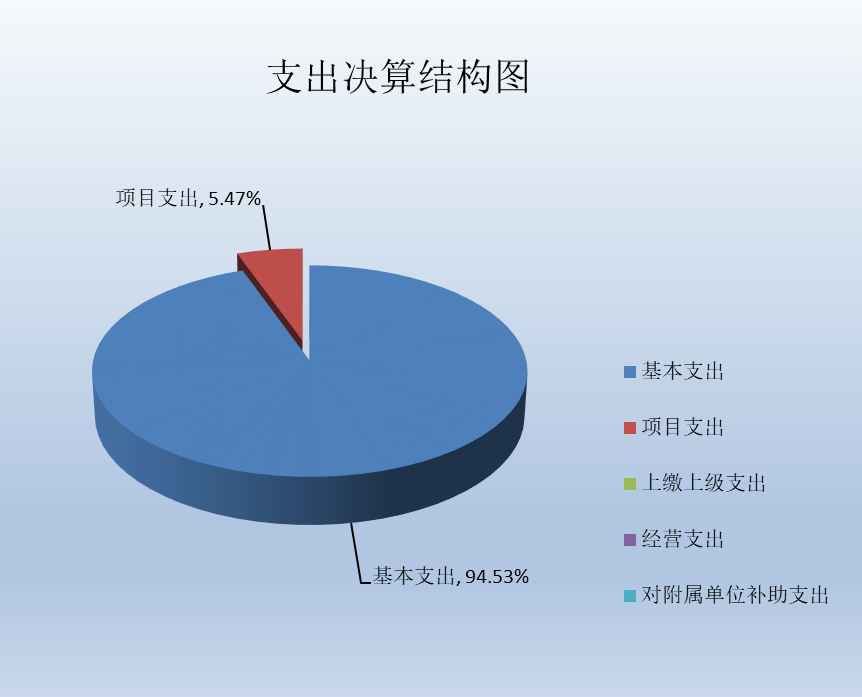 支出决算结构图
项目支出, 5.47%
基本支出, 94.53%
基本支出
项目支出
上缴上级支出
经营支出
对附属单位补助支出